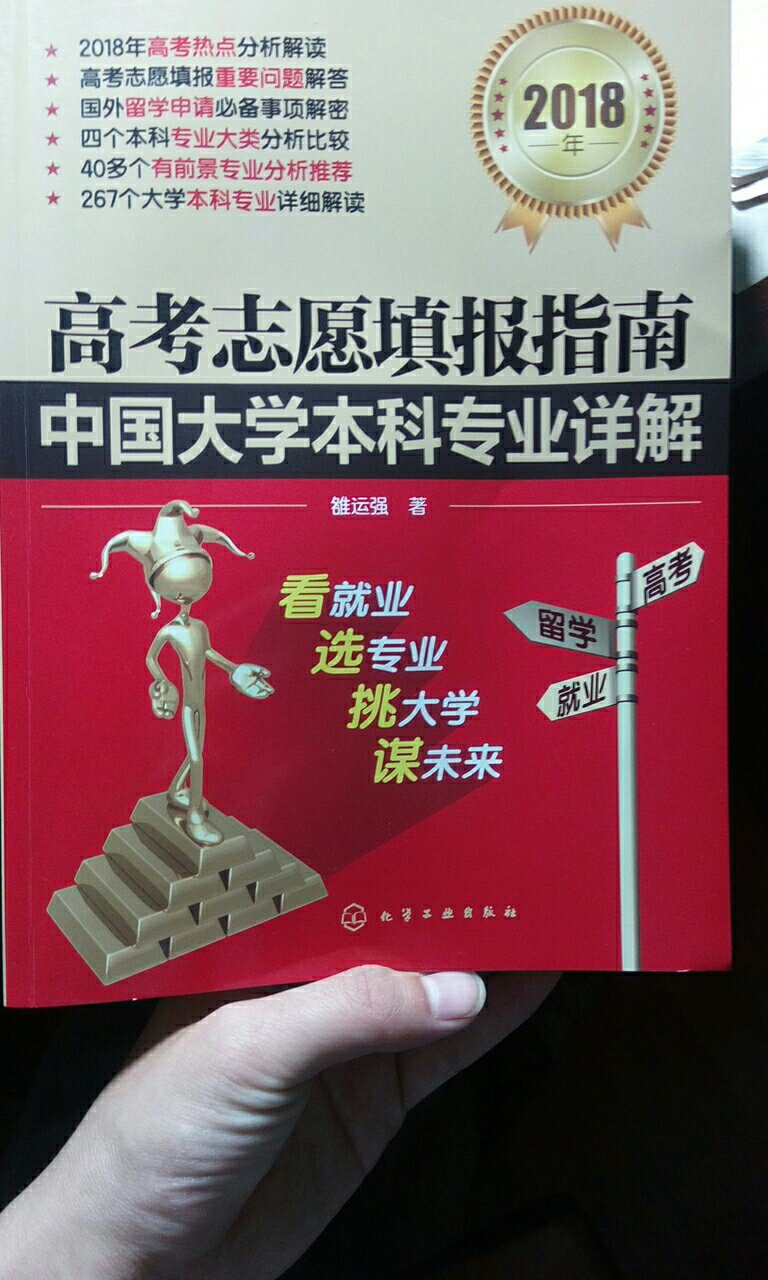 ★ 2018年高考热点分析解读
★ 高考志愿填报重要问题解答
★ 国外留学申请必备事项解密
★ 四个本科专业大类分析比较
★ 40多个有前景专业分析推荐
★ 267个大学本科专业详细解读
2018
年
高考志愿填报指南
中国大学本科专业详解
雒运强 著
看就业
选专业
挑大学
谋未来
高考
留学
就业
化学工业出版社